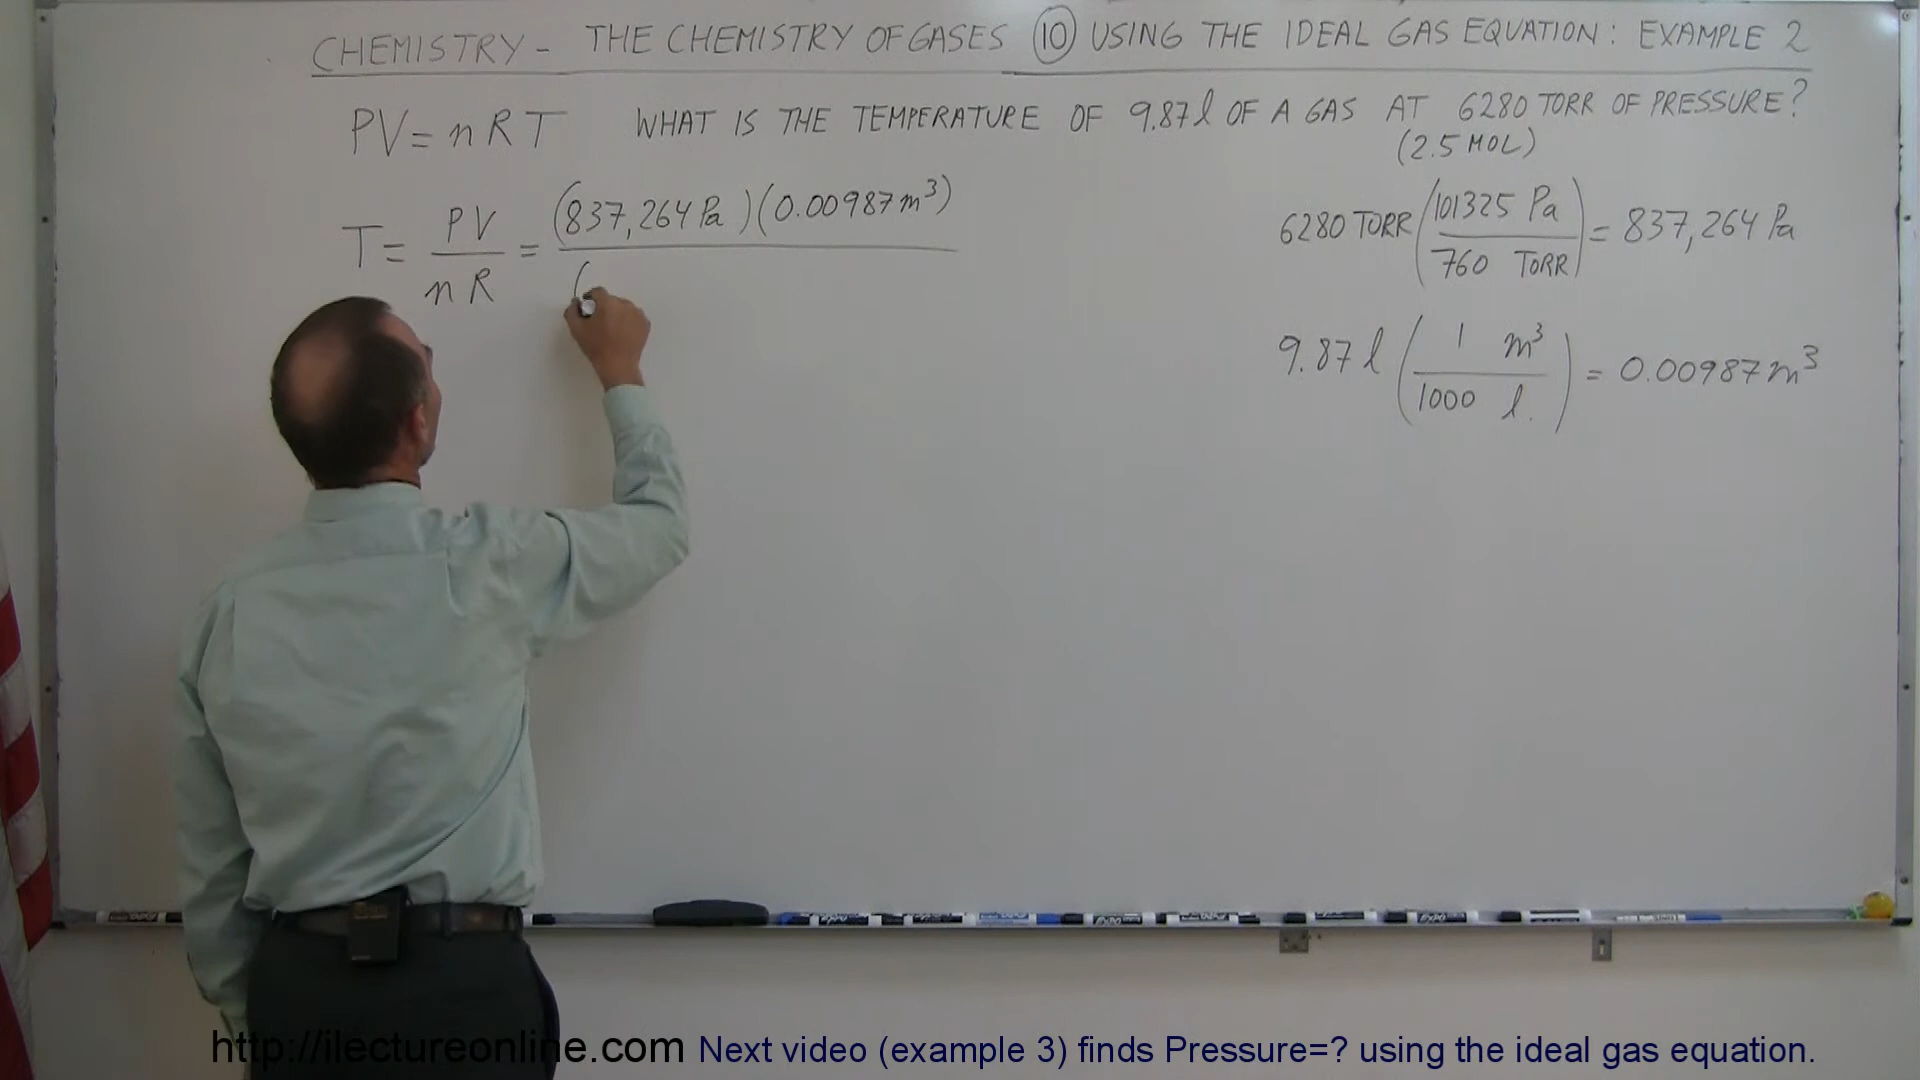 CHEMISTRY - THE CHEMISTRY OF GASES 10 USING THE IDEAL GAS EQUATION: EXAMPLE 2
PV = nRT WHAT IS THE TEMPERATURE OF 9.87 l OF A GAS AT 6280 TORR OF PRESSURE?
(2.5 MOL)
T = PV / nR = (837,264 Pa)(0.00987 m³) / (
6280 TORR (101325 Pa / 760 TORR) = 837,264 Pa
9.87 l (1 m³ / 1000 l.) = 0.00987 m³
http://ilectureonline.com Next video (example 3) finds Pressure=? using the ideal gas equation.